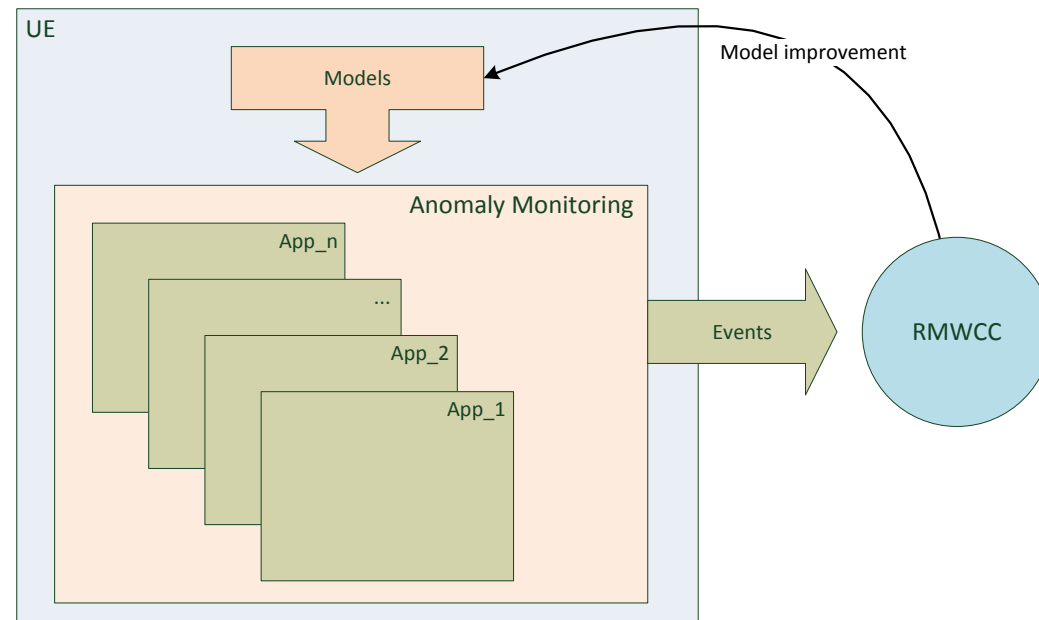 UE
Model improvement
Models
Anomaly Monitoring
App_n
...
App_2
App_1
Events
RMWCC